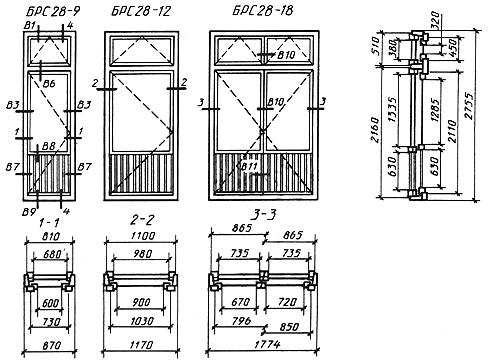 БРС28-9 БРС28-12 БРС28-18
В1 4
В6
В3 В3
1 1
В8
В7 В7
В9 4
2 2
В10
3 В10 3
В11
320
510 380 450
2160 1335 1285 2110 2755
630 630
1-1 2-2 3-3
810 1100 865 865
680 980 735 735
600 900 670 720
730 1030 796 850
870 1170 1774